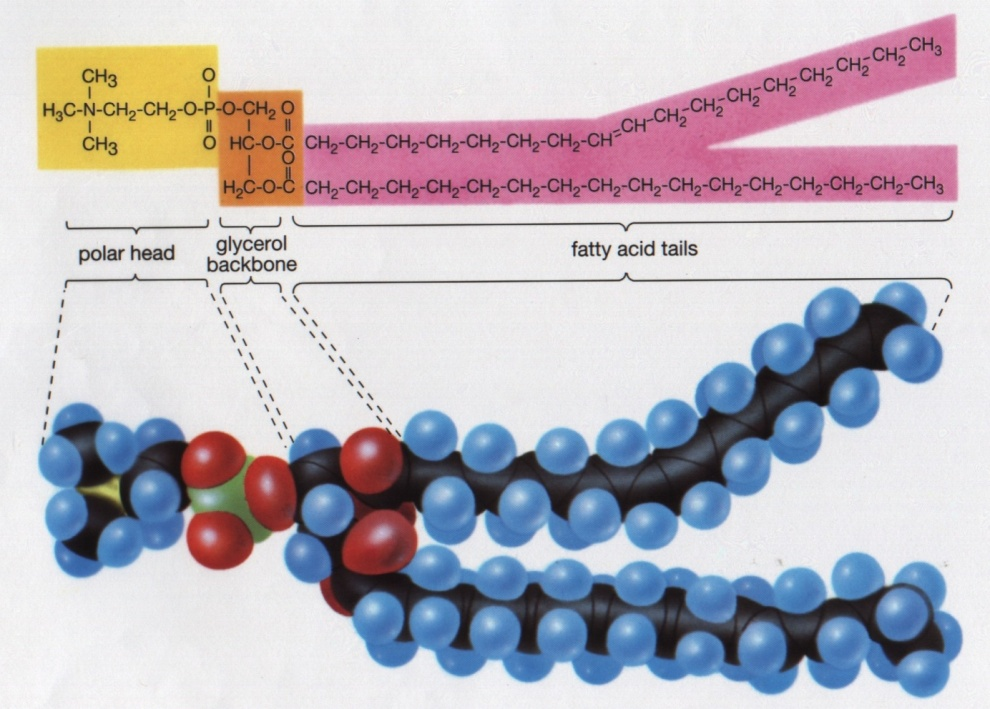 CH₃
O
H₃C-N-CH₂-CH₂-O-P-O-CH₂ O
CH₃
O
HC-O-C CH₂-CH₂-CH₂-CH₂-CH₂-CH₂-CH₂-CH=CH-CH₂-CH₂-CH₂-CH₂-CH₂-CH₂-CH₂-CH₃
O
H₂C-O-C CH₂-CH₂-CH₂-CH₂-CH₂-CH₂-CH₂-CH₂-CH₂-CH₂-CH₂-CH₂-CH₂-CH₂-CH₂-CH₃
polar head
glycerol
backbone
fatty acid tails